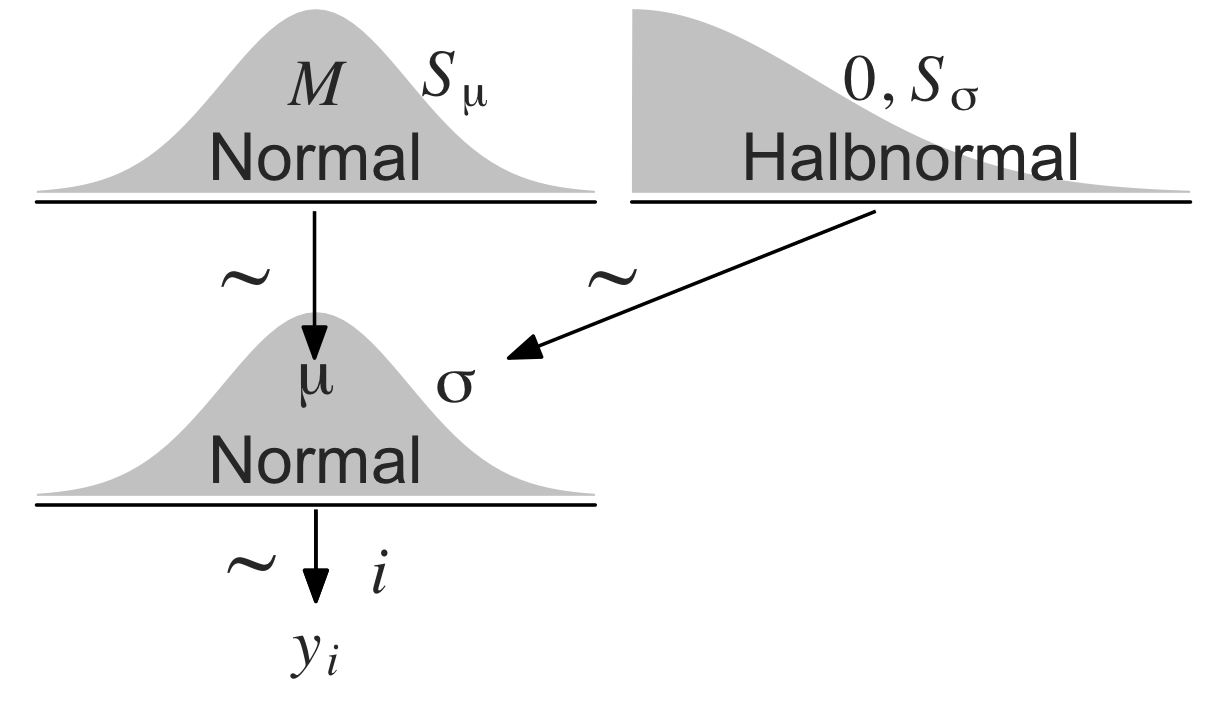 M S_μ 0, S_σ
Normal Halbnormal
~ ~
μ σ
Normal
~ i
y_i